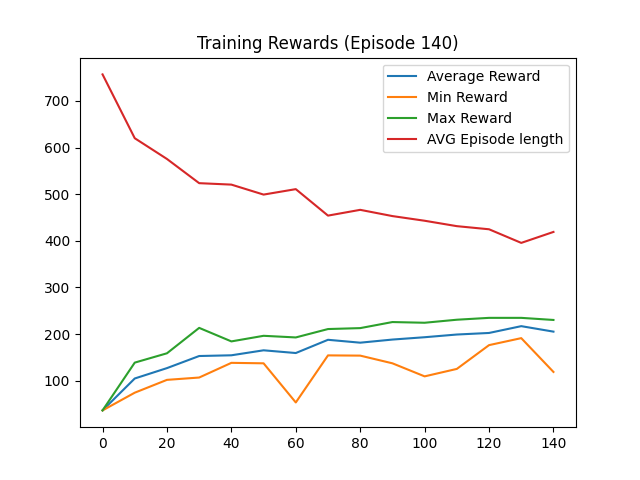 Training Rewards (Episode 140)
Average Reward
Min Reward
Max Reward
AVG Episode length
700
600
500
400
300
200
100
0 20 40 60 80 100 120 140